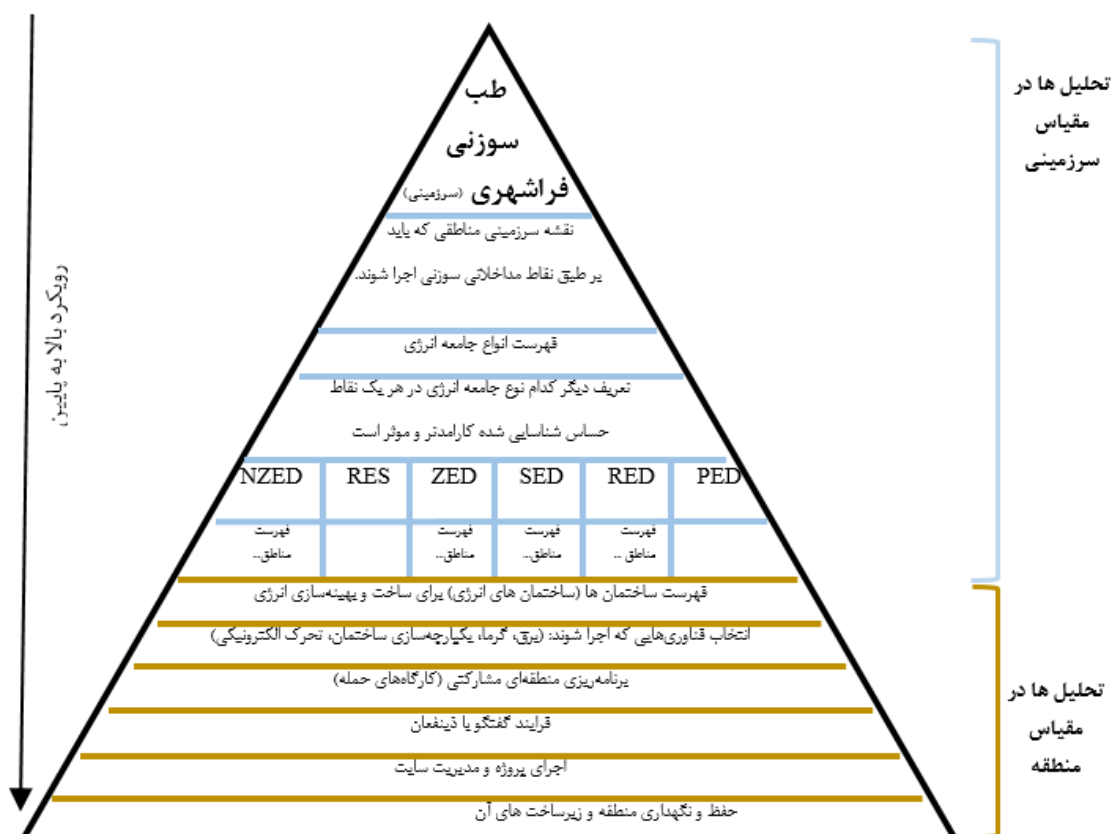 طب
سوزنی
فراشهری (سرزمینی)
نقشه سرزمینی مناطقی که باید
بر طبق نقاط مداخلاتی سوزنی اجرا شوند.
فهرست انواع جامعه انرژی
تعریف دیگر کدام نوع جامعه انرژی در هر یک نقاط
حساس شناسایی شده کارامدتر و موثر است
NZED RES ZED SED RED PED
فهرست فهرست فهرست فهرست
مناطق... مناطق... مناطق... مناطق ...
فهرست ساختمان ها (ساختمان های انرژی) برای ساخت و بهینه‌سازی انرژی
انتخاب فناوری‌هایی که اجرا شوند: (برق، گرما، یکپارچه‌سازی ساختمان، تحرک الکترونیکی)
برنامه‌ریزی منطقه‌ای مشارکتی (کارگاه‌های حمله)
فرایند گفتگو با ذینفعان
اجرای پروژه و مدیریت سایت
حفظ و نگهداری منطقه و زیرساخت های آن
تحلیل ها در
مقیاس
سرزمینی
تحلیل ها در
مقیاس
منطقه
رویکرد بالا به پایین